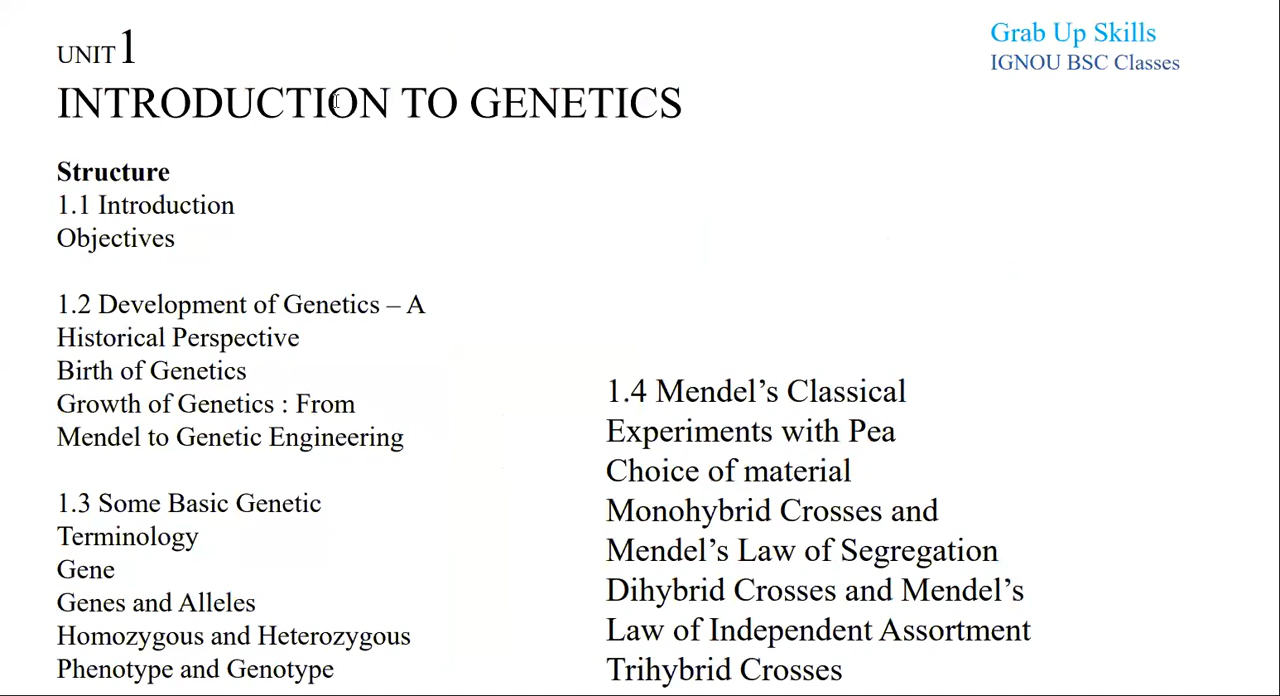 UNIT 1
INTRODUCTION TO GENETICS
Grab Up Skills
IGNOU BSC Classes
Structure
1.1 Introduction
Objectives
1.2 Development of Genetics – A
Historical Perspective
Birth of Genetics
Growth of Genetics : From
Mendel to Genetic Engineering
1.3 Some Basic Genetic
Terminology
Gene
Genes and Alleles
Homozygous and Heterozygous
Phenotype and Genotype
1.4 Mendel’s Classical
Experiments with Pea
Choice of material
Monohybrid Crosses and
Mendel’s Law of Segregation
Dihybrid Crosses and Mendel’s
Law of Independent Assortment
Trihybrid Crosses